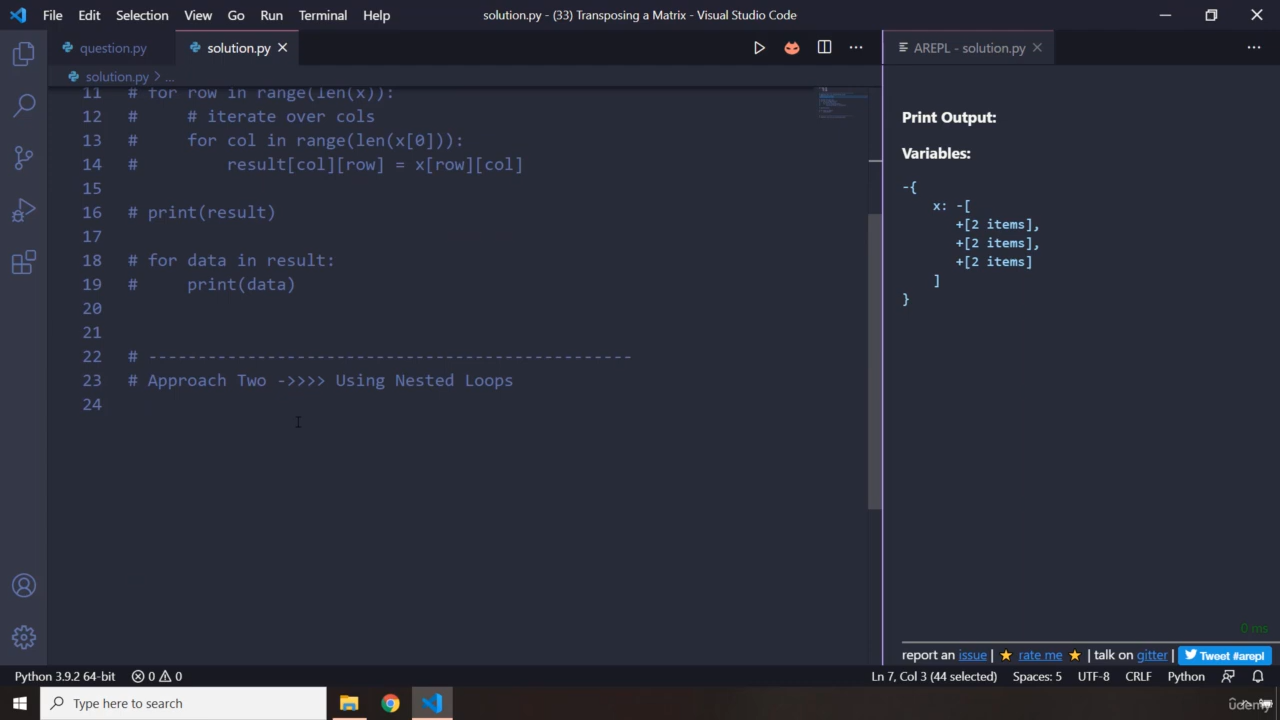 File Edit Selection View Go Run Terminal Help
solution.py - (33) Transposing a Matrix - Visual Studio Code
question.py
solution.py
AREPL - solution.py
solution.py > ...
11 # for row in range(len(x)):
12 #     # iterate over cols
13 #     for col in range(len(x[0])):
14 #         result[col][row] = x[row][col]
15
16 # print(result)
17
18 # for data in result:
19 #     print(data)
20
21
22 # -------------------------------------------------
23 # Approach Two ->>>> Using Nested Loops
24
Print Output:
Variables:
-{
x: -[
+[2 items],
+[2 items],
+[2 items]
]
}
0 ms
report an issue | ★ rate me ★ | talk on gitter | Tweet #arepl
Python 3.9.2 64-bit 0 0 Ln 7, Col 3 (44 selected) Spaces: 5 UTF-8 CRLF Python
Type here to search